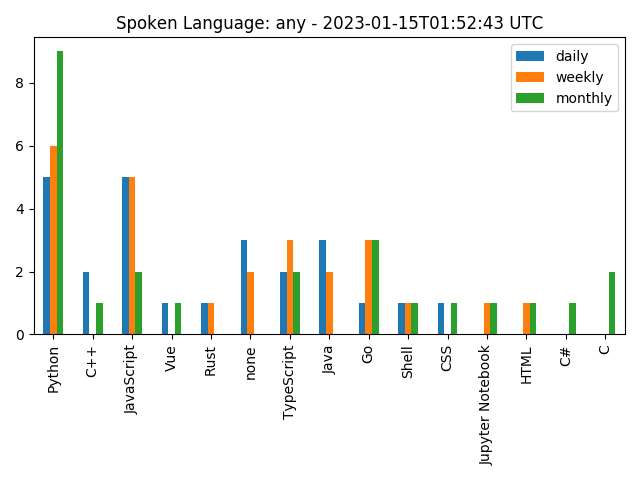 Spoken Language: any - 2023-01-15T01:52:43 UTC
daily
weekly
monthly
8
6
4
2
0
Python
C++
JavaScript
Vue
Rust
none
TypeScript
Java
Go
Shell
CSS
Jupyter Notebook
HTML
C#
C